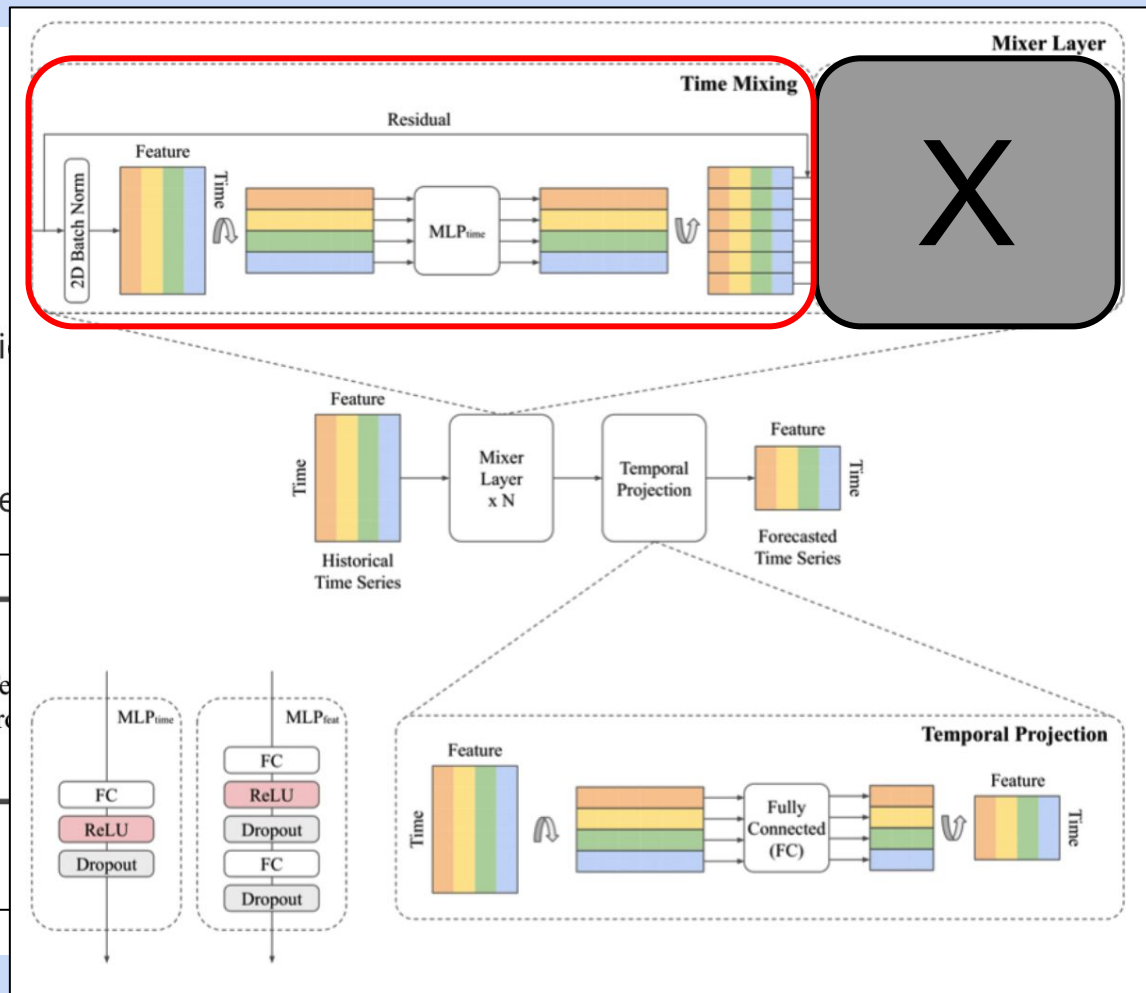 Mixer Layer
Time Mixing
Residual
Feature
Time
2D Batch Norm
MLPtime
X
Feature
Time
Historical
Time Series
Mixer
Layer
x N
Temporal
Projection
Feature
Time
Forecasted
Time Series
MLPtime
FC
ReLU
Dropout
MLPfeat
FC
ReLU
Dropout
FC
Dropout
Temporal Projection
Feature
Time
Fully
Connected
(FC)
Feature
Time